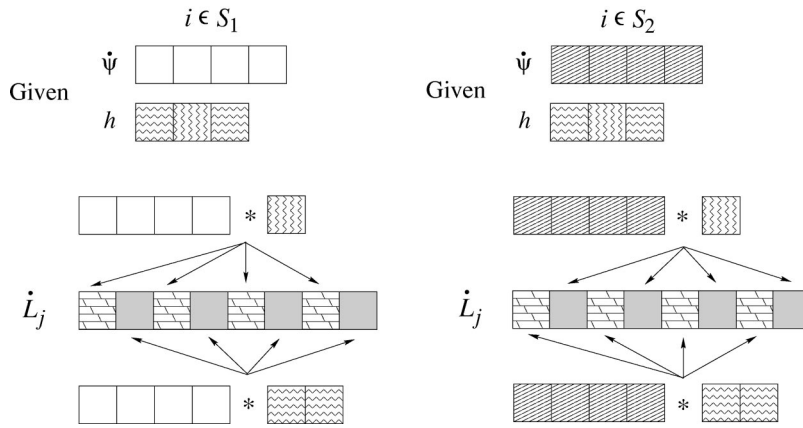 i ∈ S₁
ψ̇
Given
h
*
L̇ⱼ
*
i ∈ S₂
ψ̇
Given
h
*
L̇ⱼ
*